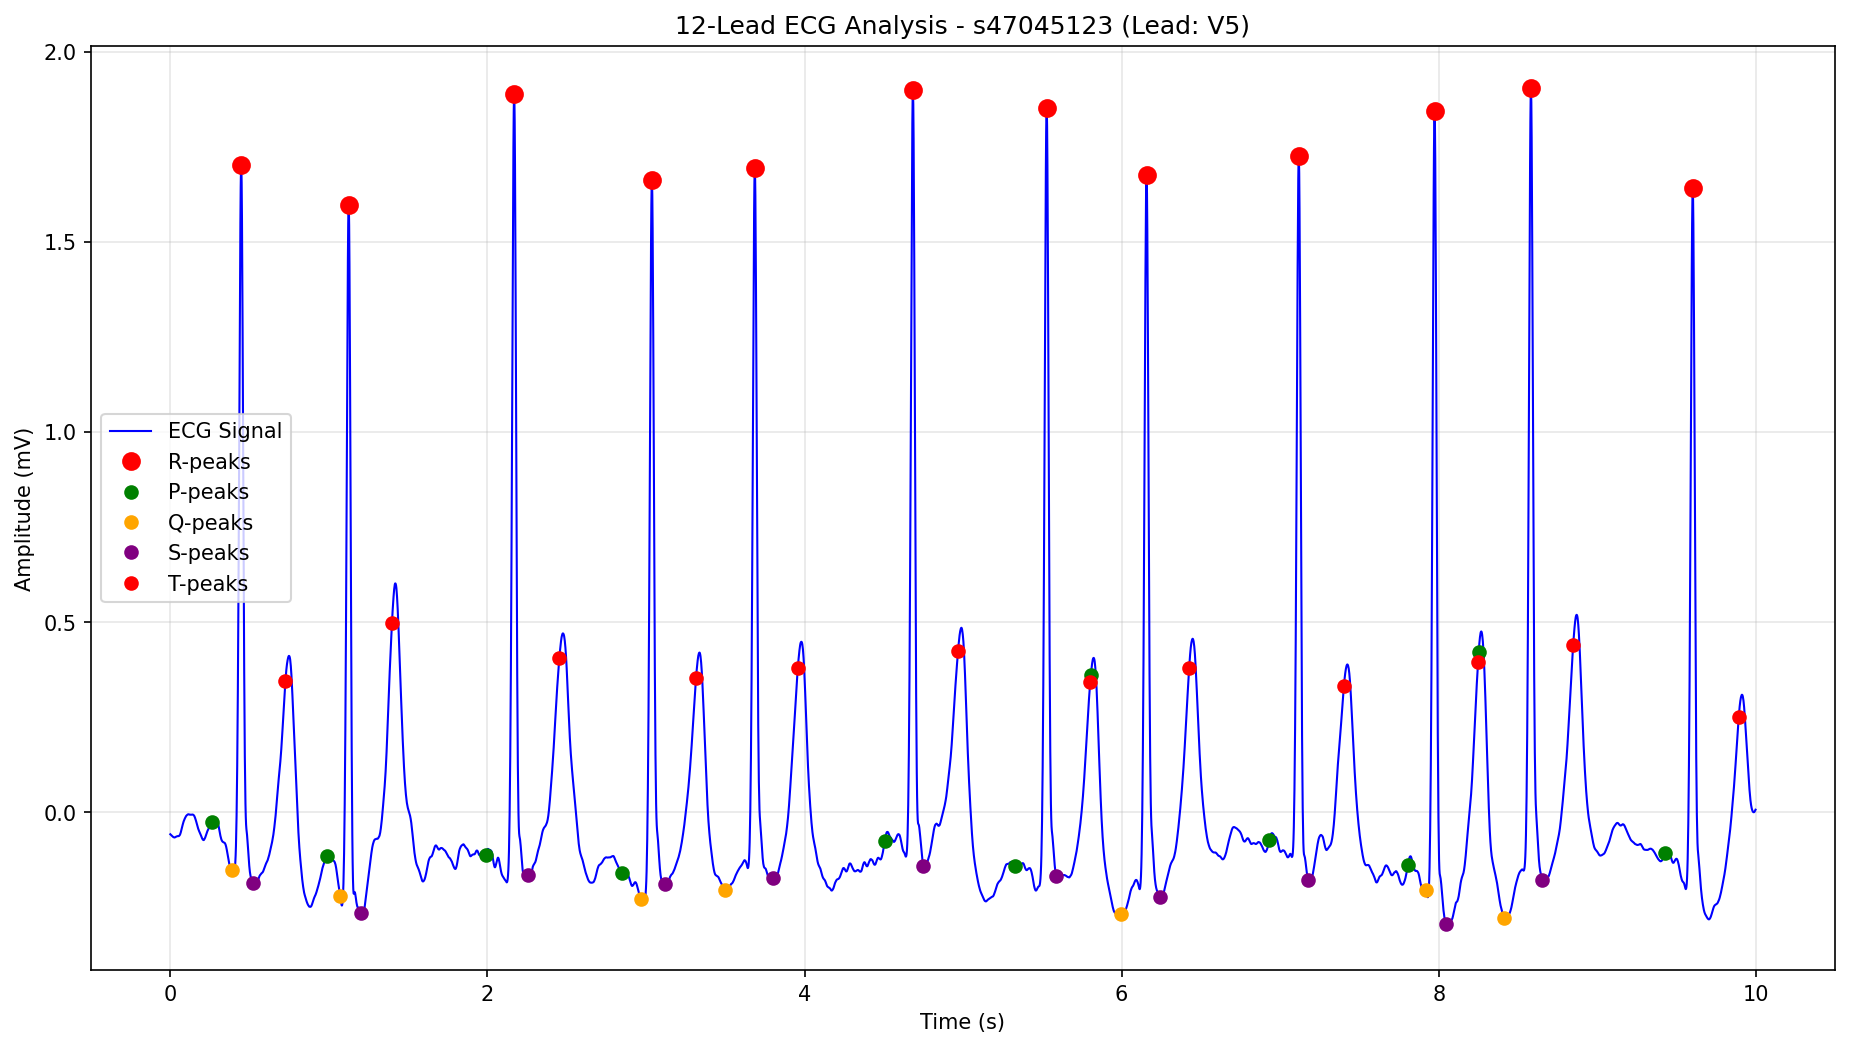 12-Lead ECG Analysis - s47045123 (Lead: V5)
Amplitude (mV)
2.0
1.5
1.0
0.5
0.0
ECG Signal
R-peaks
P-peaks
Q-peaks
S-peaks
T-peaks
0 2 4 6 8 10
Time (s)